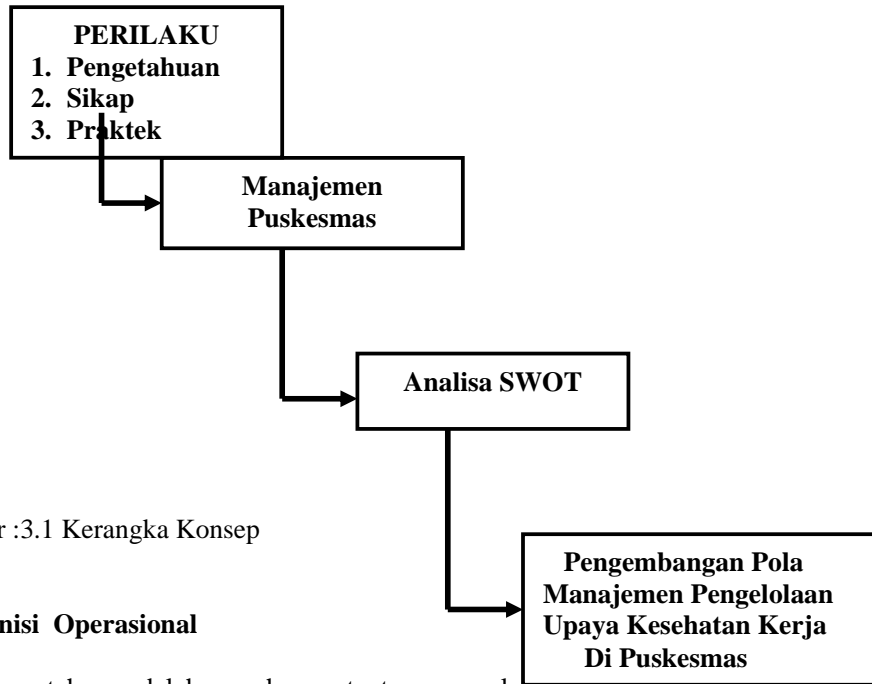 PERILAKU
1. Pengetahuan
2. Sikap
3. Praktek
Manajemen
Puskesmas
Analisa SWOT
:3.1 Kerangka Konsep
Pengembangan Pola
Manajemen Pengelolaan
Upaya Kesehatan Kerja
Di Puskesmas
Operasional